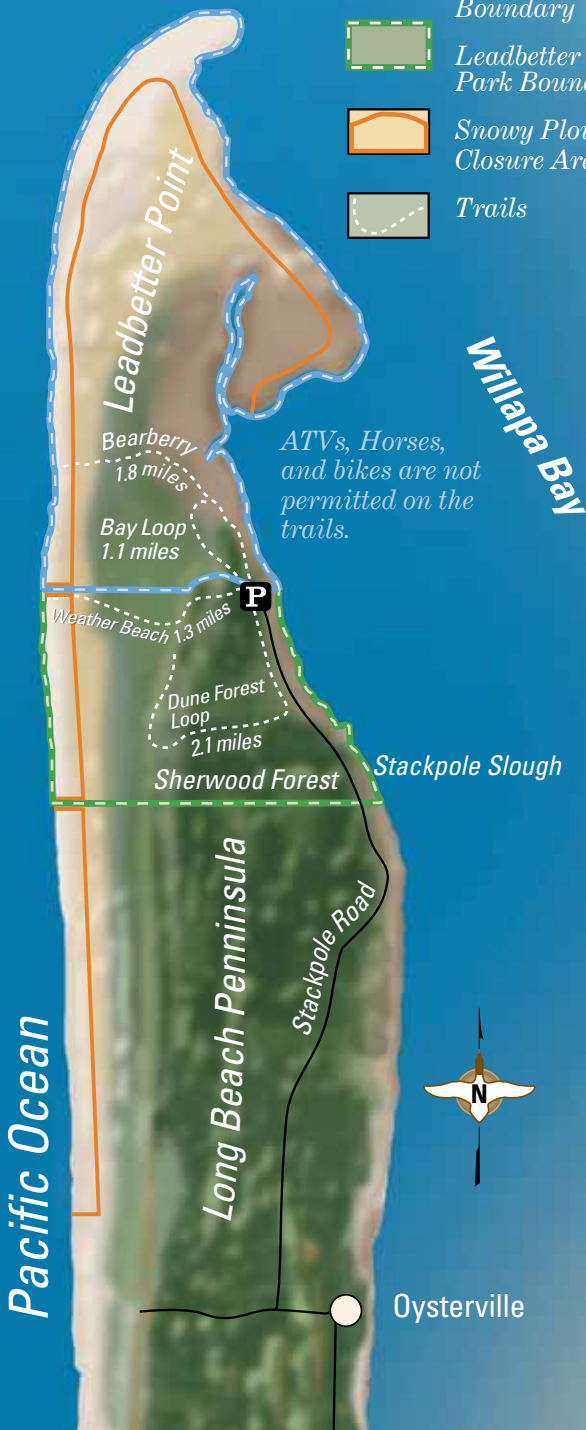 Boundary
Leadbetter
Park Boun
Snowy Plov
Closure Are
Trails
Leadbetter Point
Willapa Bay
Bearberry
1.8 miles
ATVs, Horses,
and bikes are not
permitted on the
trails.
Bay Loop
1.1 miles
P
Weather Beach 1.3 miles
Dune Forest
Loop
2.1 miles
Sherwood Forest
Stackpole Slough
Long Beach Penninsula
Stackpole Road
Pacific Ocean
N
Oysterville